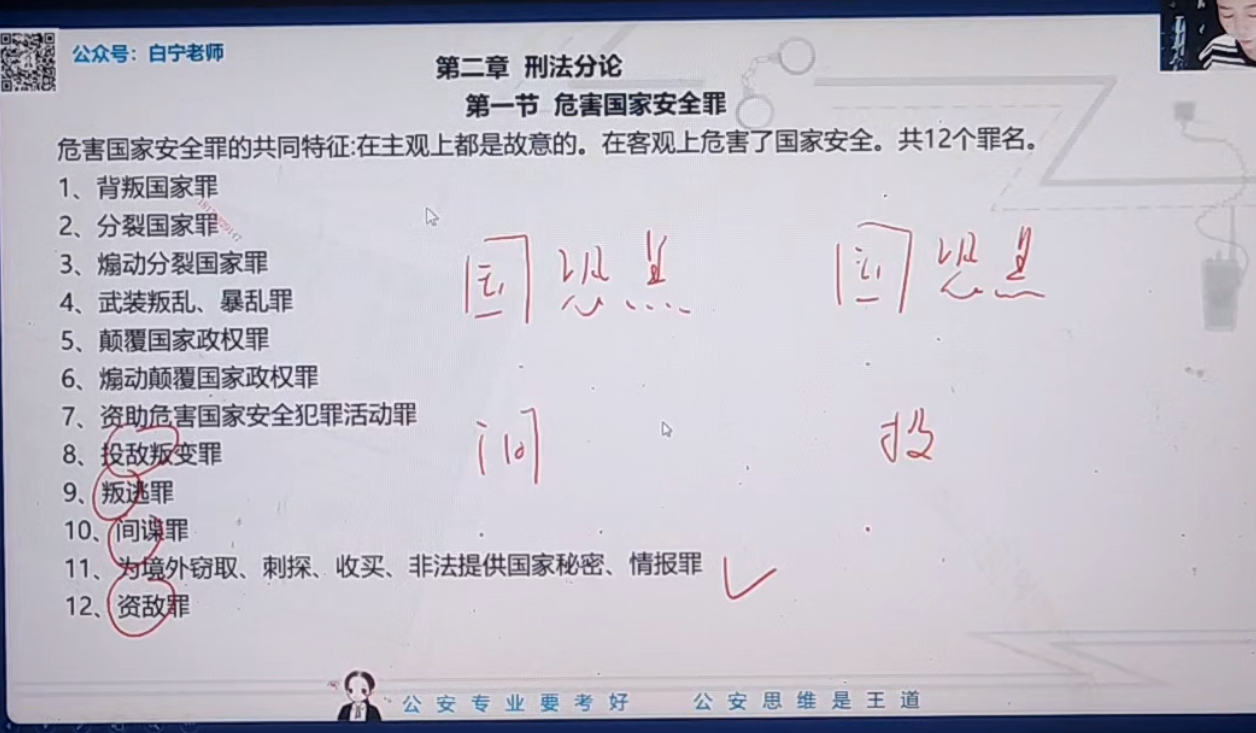 公众号：白宁老师
第二章 刑法分论
第一节 危害国家安全罪
危害国家安全罪的共同特征:在主观上都是故意的。在客观上危害了国家安全。共12个罪名。
1、背叛国家罪
2、分裂国家罪
3、煽动分裂国家罪
4、武装叛乱、暴乱罪
5、颠覆国家政权罪
6、煽动颠覆国家政权罪
7、资助危害国家安全犯罪活动罪
8、投敌叛变罪
9、叛逃罪
10、间谍罪
11、为境外窃取、刺探、收买、非法提供国家秘密、情报罪
12、资敌罪
国 恐 黑
国 恐
间
投
公安专业要考好 公安思维是王道